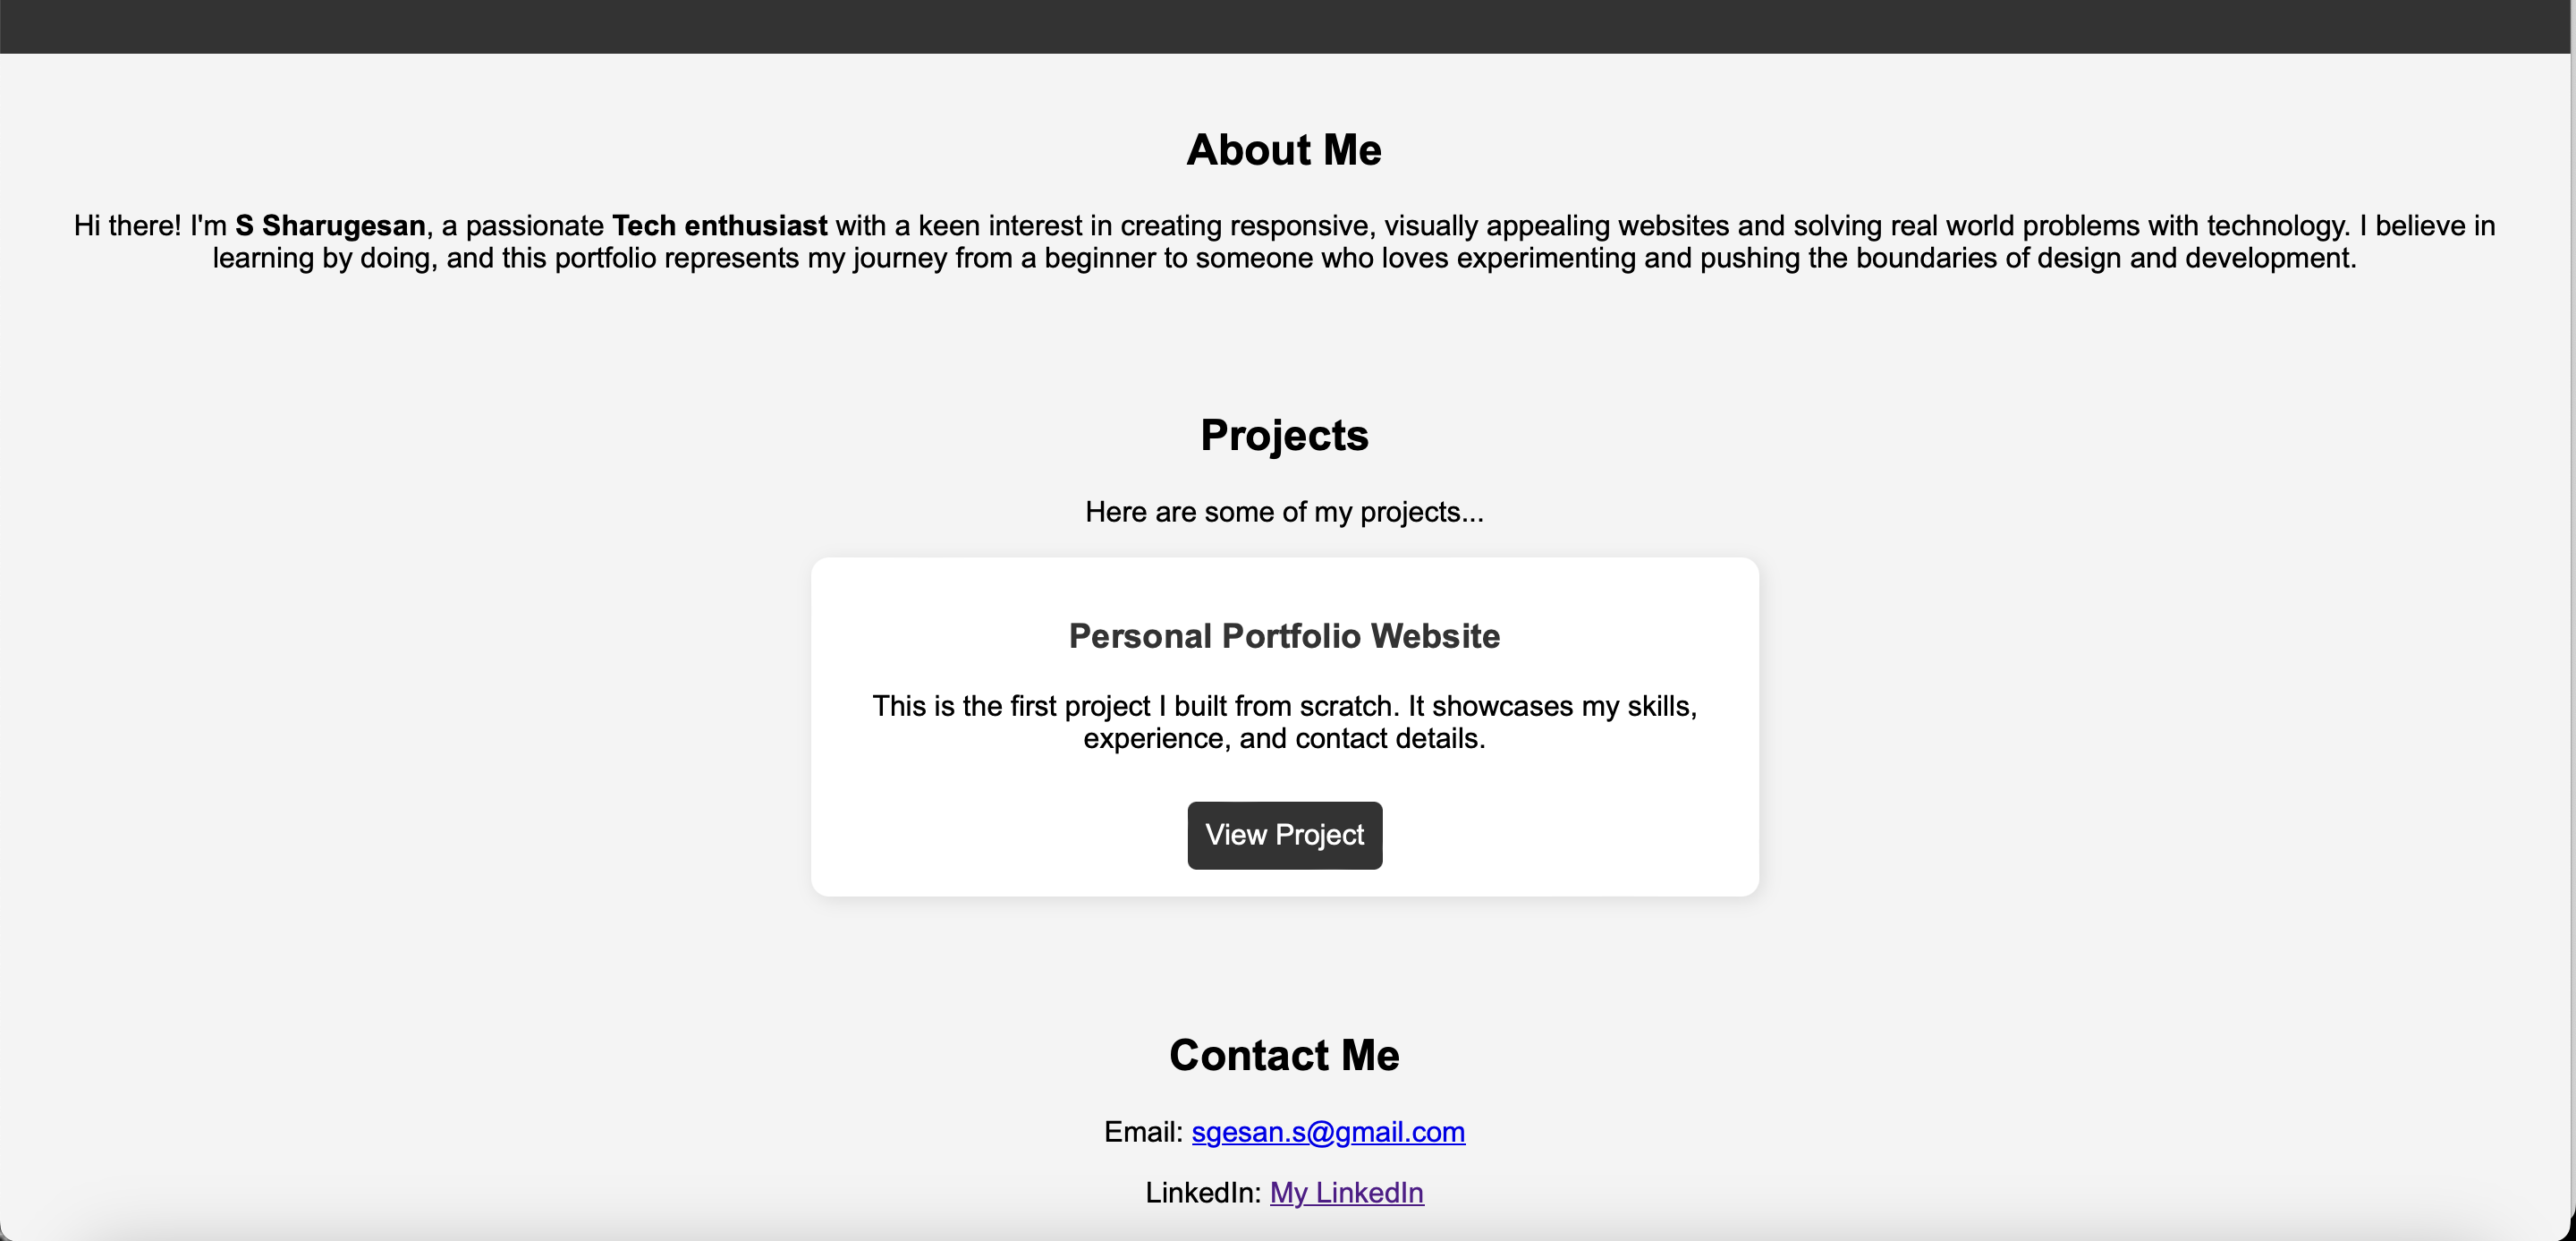 About Me
Hi there! I'm S Sharugesan, a passionate Tech enthusiast with a keen interest in creating responsive, visually appealing websites and solving real world problems with technology. I believe in
learning by doing, and this portfolio represents my journey from a beginner to someone who loves experimenting and pushing the boundaries of design and development.
Projects
Here are some of my projects...
Personal Portfolio Website
This is the first project I built from scratch. It showcases my skills,
experience, and contact details.
View Project
Contact Me
Email: sgesan.s@gmail.com
LinkedIn: My LinkedIn